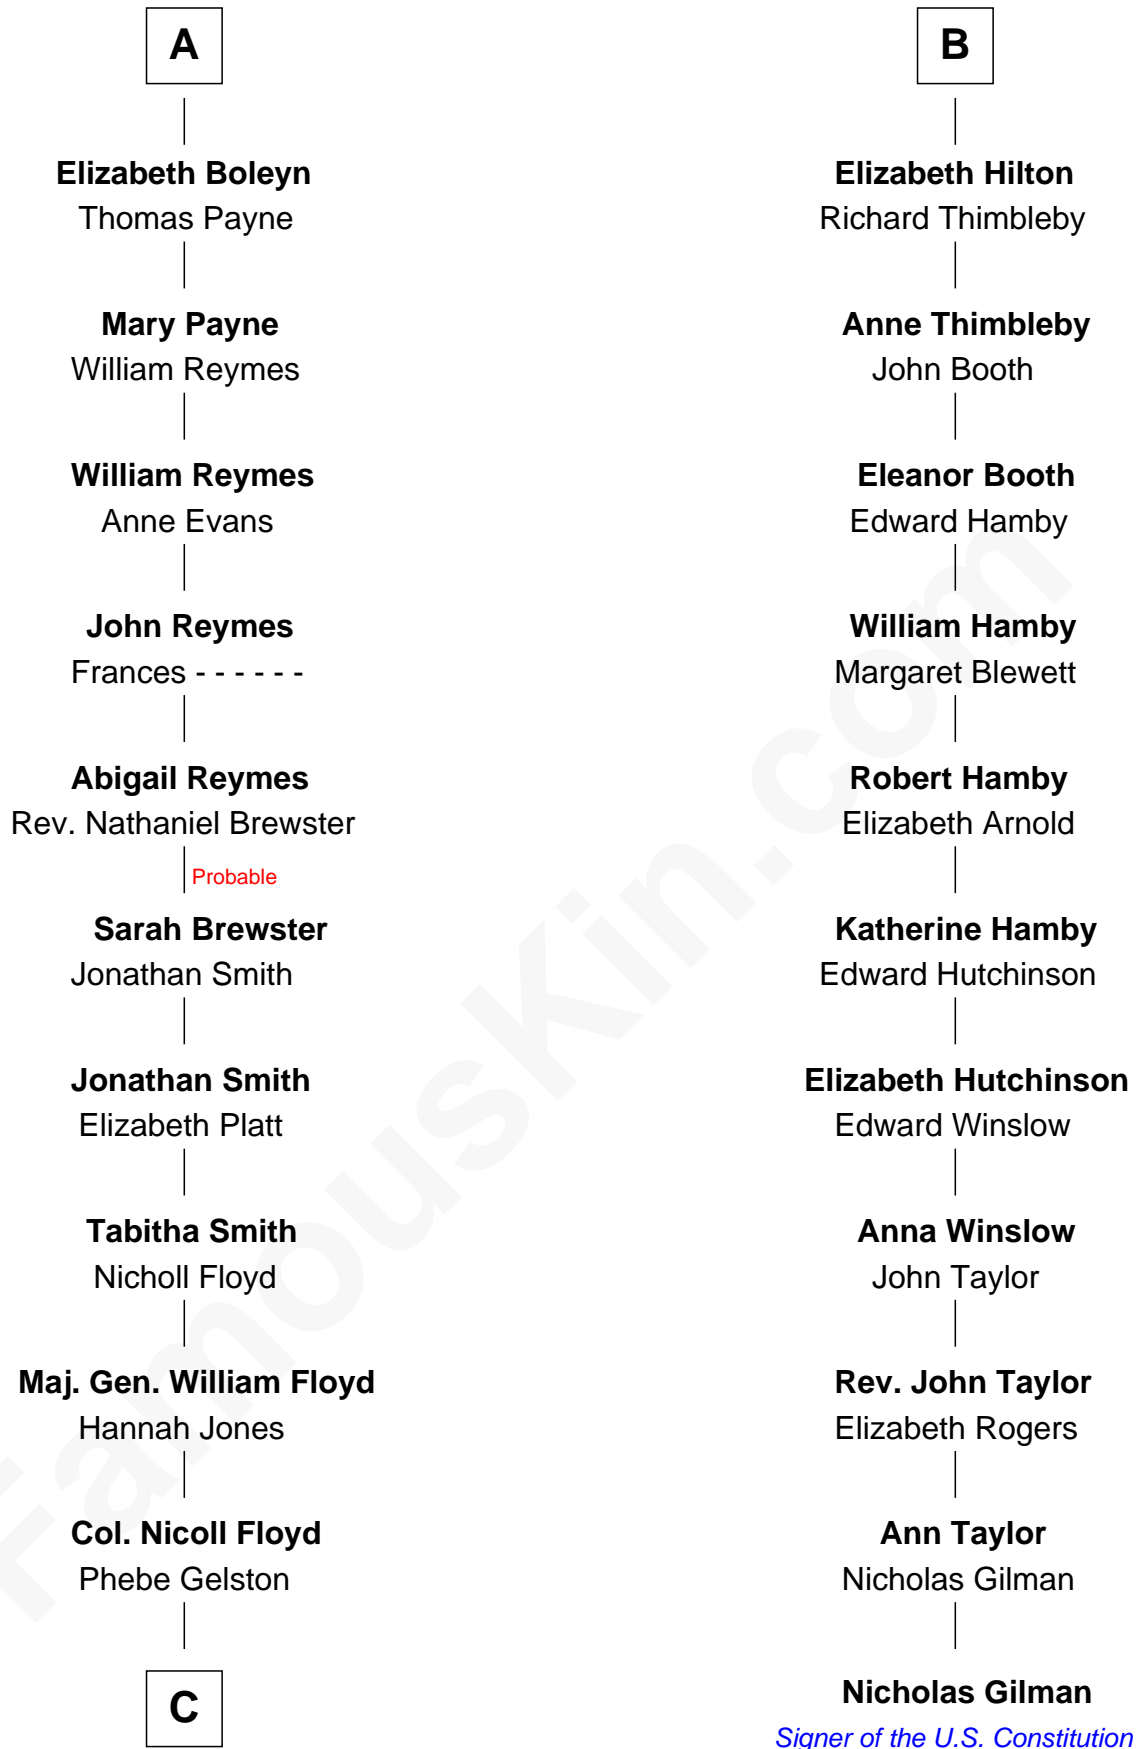 A
Elizabeth Boleyn
Thomas Payne
Mary Payne
William Reymes
William Reymes
Anne Evans
John Reymes
Frances - - - - - -
Abigail Reymes
Rev. Nathaniel Brewster
Probable
Sarah Brewster
Jonathan Smith
Jonathan Smith
Elizabeth Platt
Tabitha Smith
Nicholl Floyd
Maj. Gen. William Floyd
Hannah Jones
Col. Nicoll Floyd
Phebe Gelston
C
B
Elizabeth Hilton
Richard Thimbleby
Anne Thimbleby
John Booth
Eleanor Booth
Edward Hamby
William Hamby
Margaret Blewett
Robert Hamby
Elizabeth Arnold
Katherine Hamby
Edward Hutchinson
Elizabeth Hutchinson
Edward Winslow
Anna Winslow
John Taylor
Rev. John Taylor
Elizabeth Rogers
Ann Taylor
Nicholas Gilman
Nicholas Gilman
Signer of the U.S. Constitution
FamousKin.com